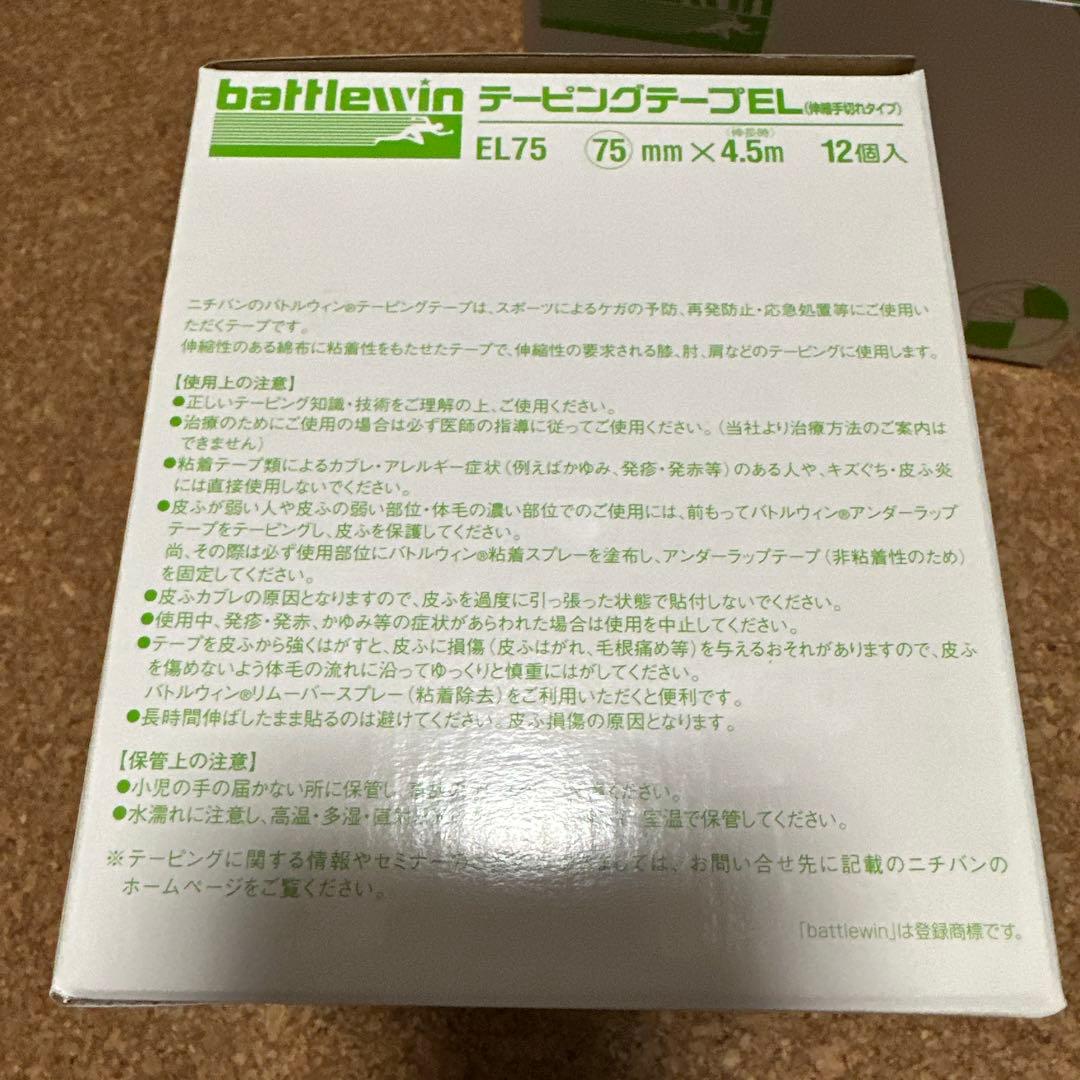 battlewin テーピングテープEL(伸縮手切れタイプ)
EL75 75 mm×4.5m (伸長時) 12個入
ニチバンのバトルウィン®テーピングテープは、スポーツによるケガの予防、再発防止・応急処置等にご使用い
ただくテープです。
伸縮性のある綿布に粘着性をもたせたテープで、伸縮性の要求される膝、肘、肩などのテーピングに使用します。
【使用上の注意】
●正しいテーピング知識・技術をご理解の上、ご使用ください。
●治療のためにご使用の場合は必ず医師の指導に従ってご使用ください。(当社より治療方法のご案内は
できません)
●粘着テープ類によるカブレ・アレルギー症状(例えばかゆみ、発疹・発赤等)のある人や、キズぐち・皮ふ炎
には直接使用しないでください。
●皮ふが弱い人や皮ふの弱い部位・体毛の濃い部位でのご使用には、前もってバトルウィン®アンダーラップ
テープをテーピングし、皮ふを保護してください。
尚、その際は必ず使用部位にバトルウィン®粘着スプレーを塗布し、アンダーラップテープ(非粘着性のため)
を固定してください。
●皮ふカブレの原因となりますので、皮ふを過度に引っ張った状態で貼付しないでください。
●使用中、発疹・発赤、かゆみ等の症状があらわれた場合は使用を中止してください。
●テープを皮ふから強くはがすと、皮ふに損傷(皮ふはがれ、毛根痛め等)を与えるおそれがありますので、皮ふ
を傷めないよう体毛の流れに沿ってゆっくりと慎重にはがしてください。
バトルウィン®リムーバースプレー(粘着除去)をご利用いただくと便利です。
●長時間伸ばしたまま貼るのは避けてください。皮ふ損傷の原因となります。
【保管上の注意】
●小児の手の届かない所に保管し ください。
●水濡れに注意し、高温・多湿・直射 室温で保管してください。
※テーピングに関する情報やセミナー ましては、お問い合せ先に記載のニチバンの
ホームページをご覧ください。
「battlewin」は登録商標です。